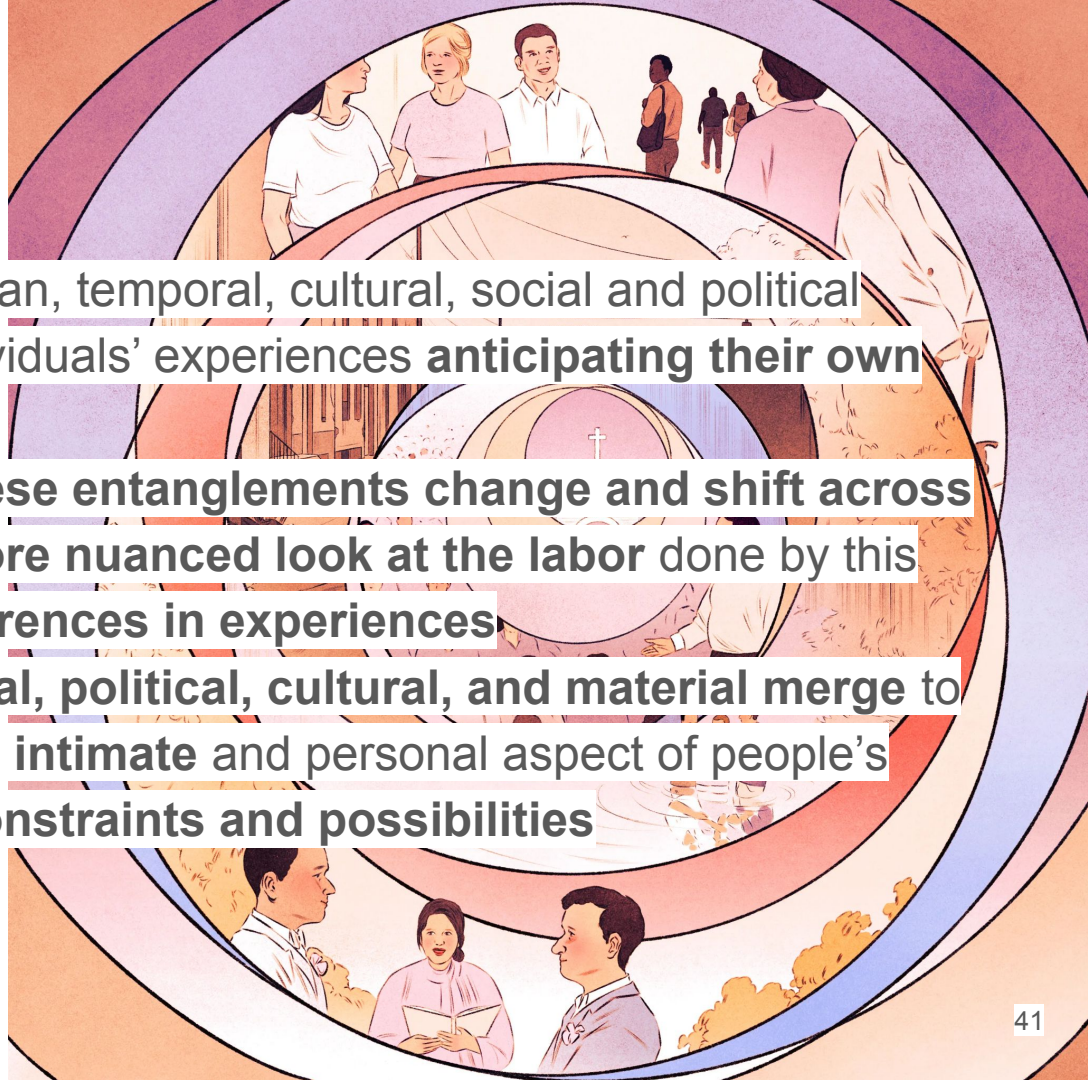 an, temporal, cultural, social and political
viduals’ experiences anticipating their own
ese entanglements change and shift across
ore nuanced look at the labor done by this
rences in experiences
al, political, cultural, and material merge to
intimate and personal aspect of people’s
onstraints and possibilities
41